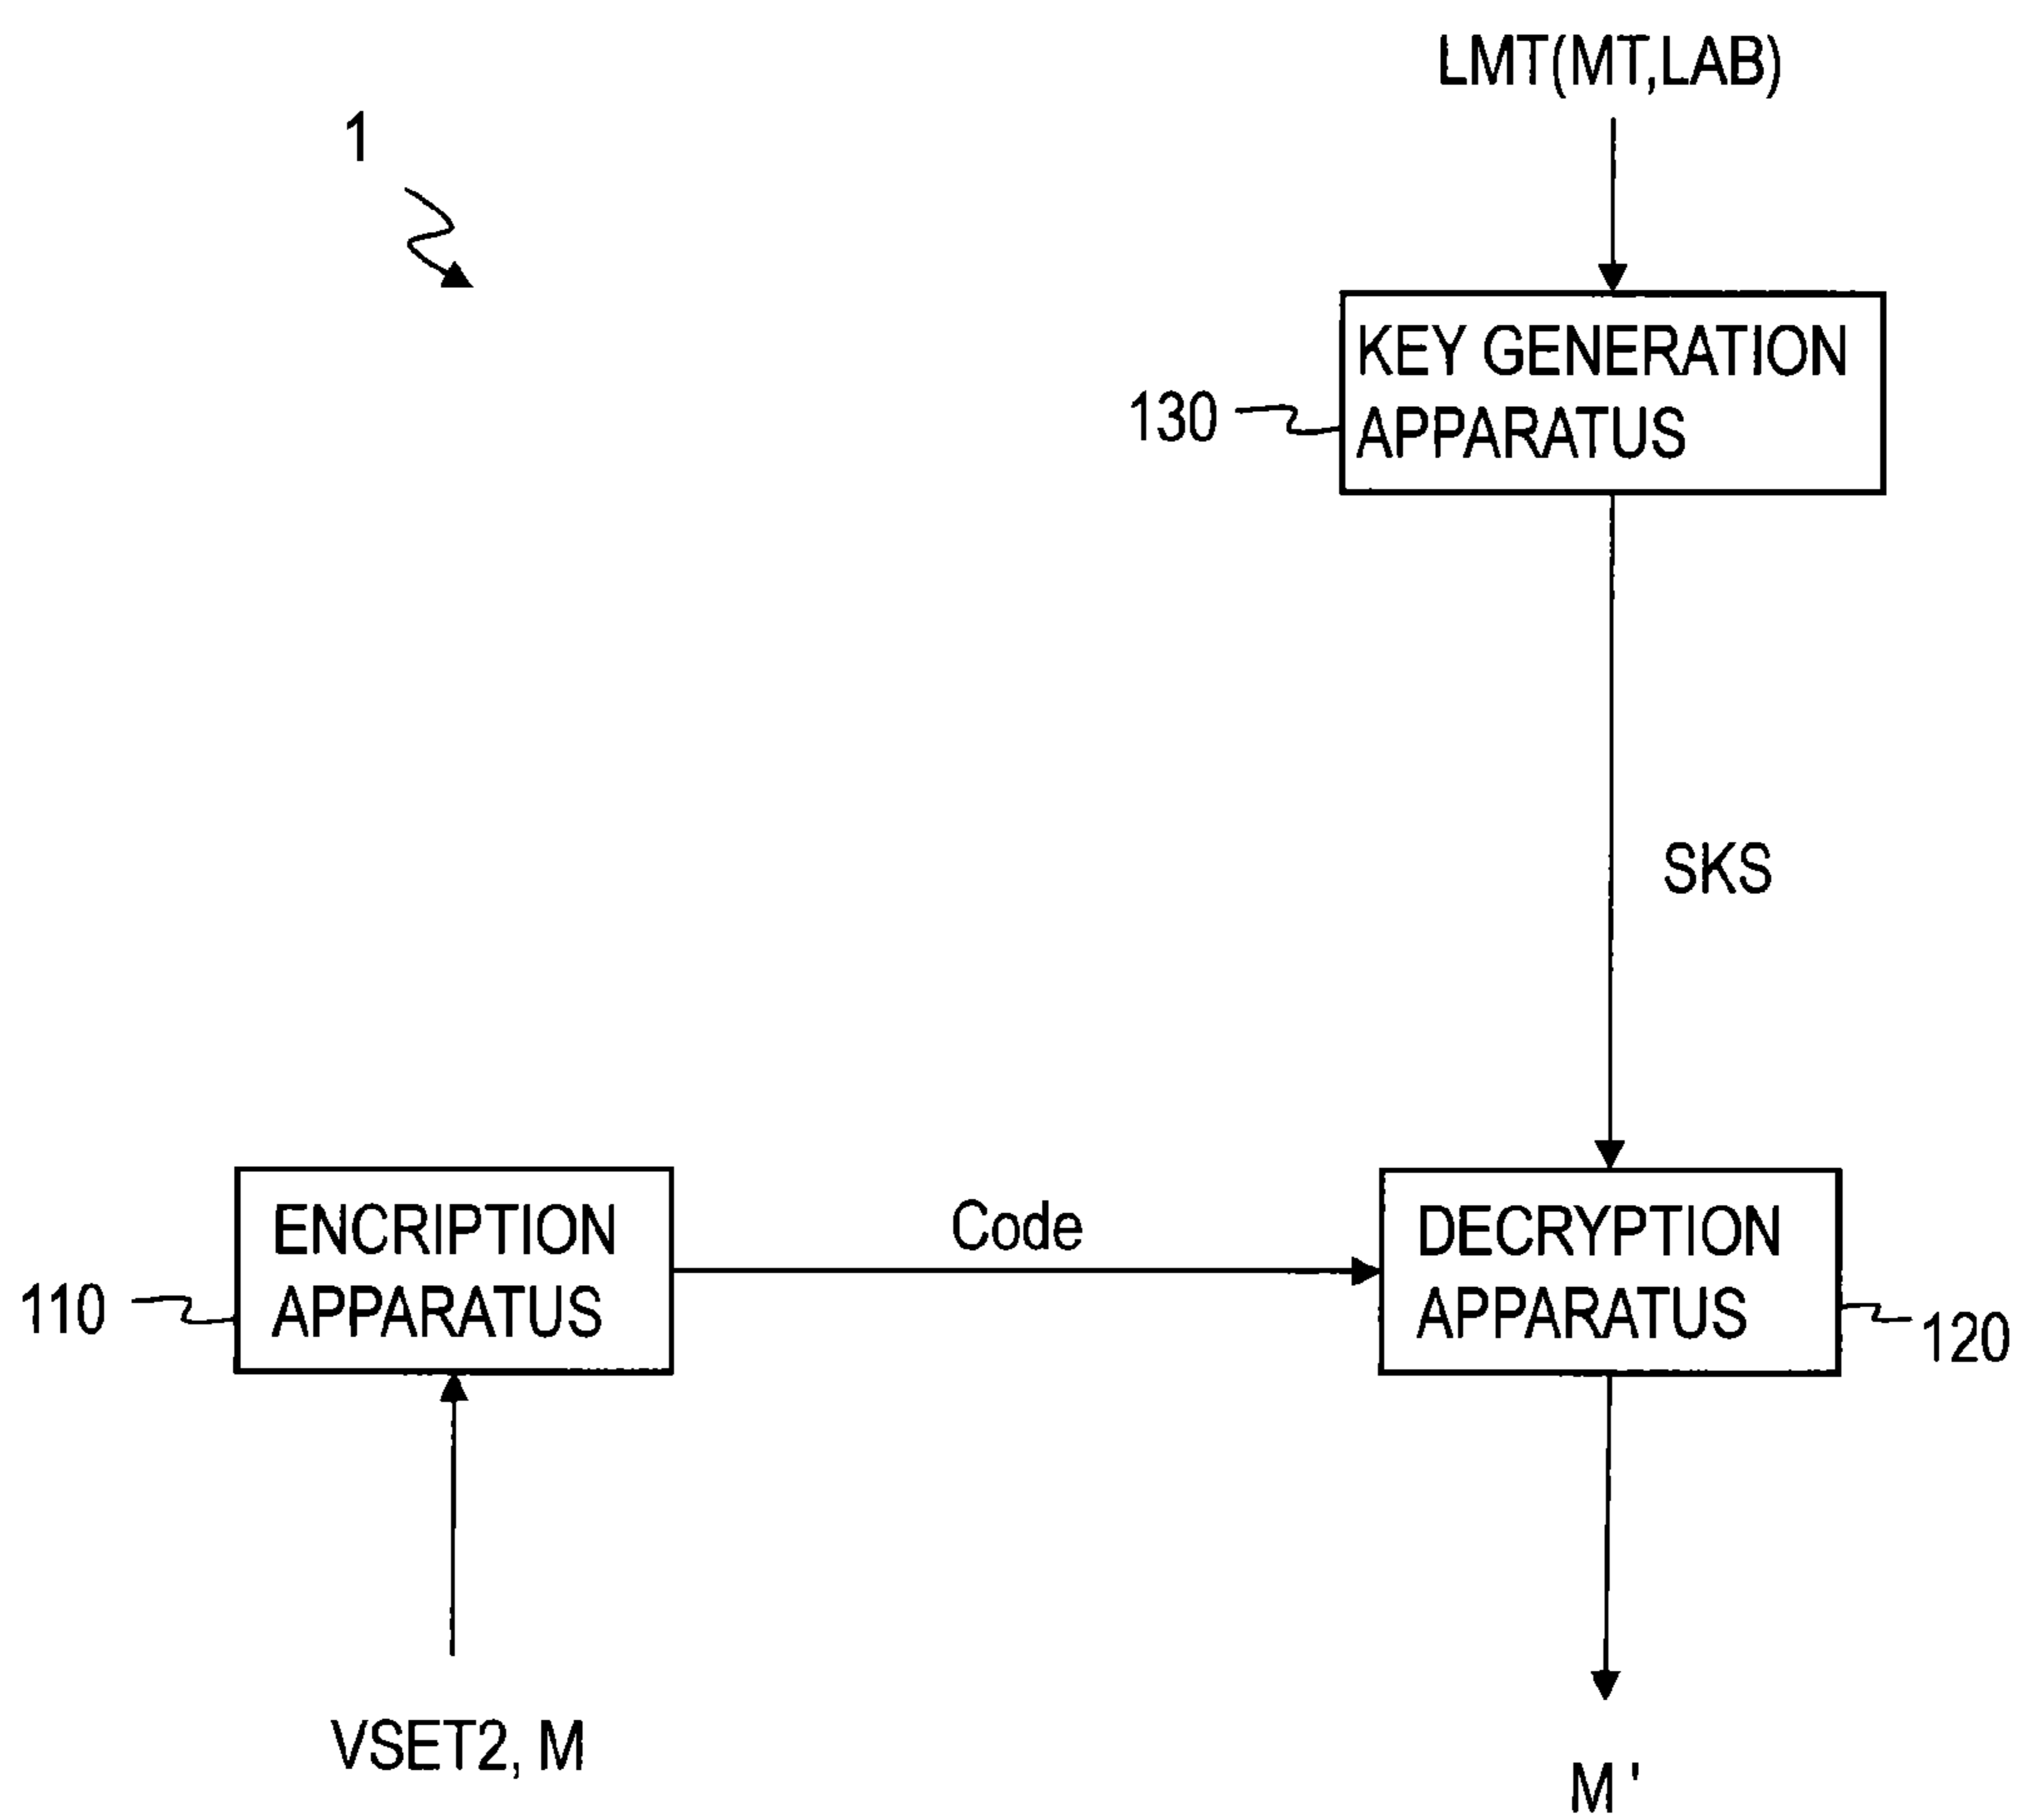 LMT(MT,LAB)
1
KEY GENERATION
APPARATUS
130
SKS
ENCRIPTION
APPARATUS
110
Code
DECRYPTION
APPARATUS
120
VSET2, M
M '